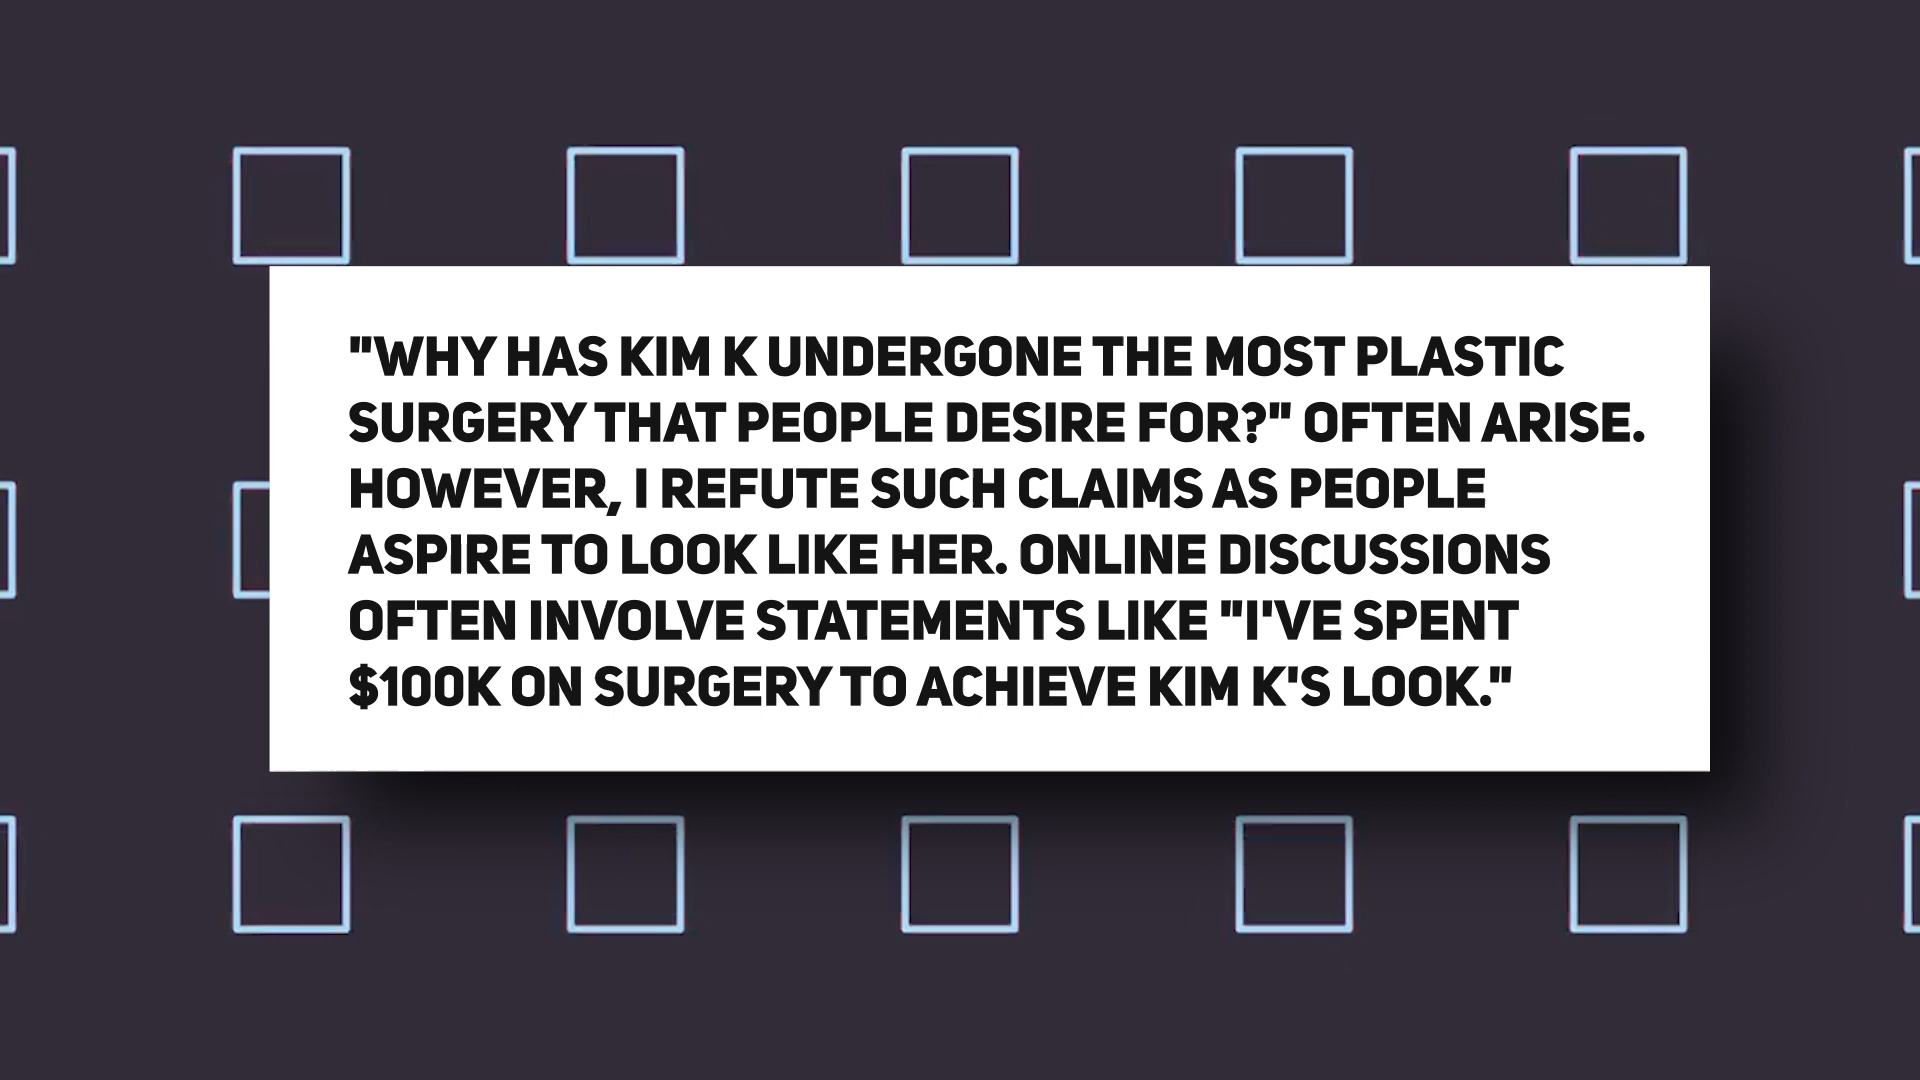 "WHY HAS KIM K UNDERGONE THE MOST PLASTIC
SURGERY THAT PEOPLE DESIRE FOR?" OFTEN ARISE.
HOWEVER, I REFUTE SUCH CLAIMS AS PEOPLE
ASPIRE TO LOOK LIKE HER. ONLINE DISCUSSIONS
OFTEN INVOLVE STATEMENTS LIKE "I'VE SPENT
$100K ON SURGERY TO ACHIEVE KIM K'S LOOK."